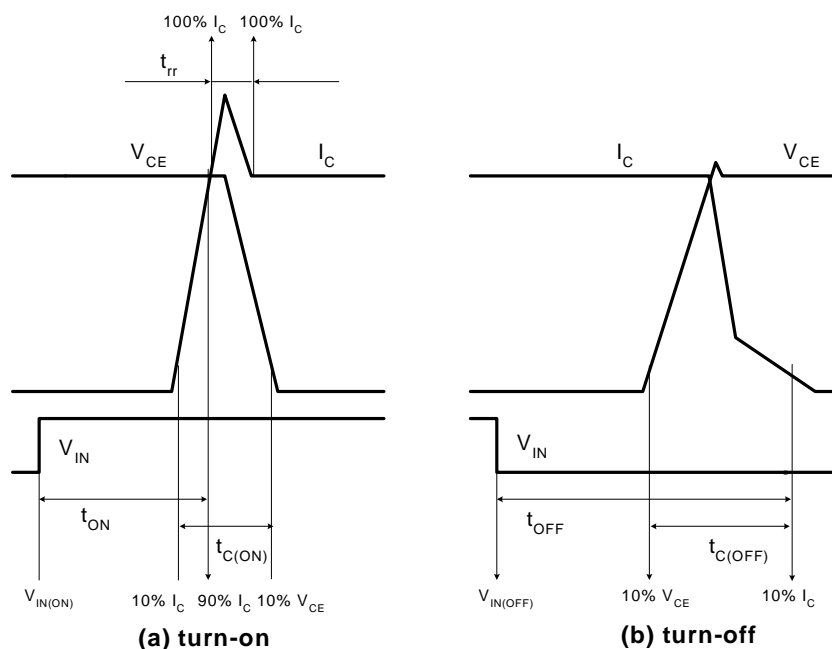 100% I_C 100% I_C
t_rr
V_CE I_C I_C V_CE
V_IN V_IN
t_ON t_OFF
t_C(ON) t_C(OFF)
V_IN(ON) 10% I_C 90% I_C 10% V_CE V_IN(OFF) 10% V_CE 10% I_C
(a) turn-on (b) turn-off